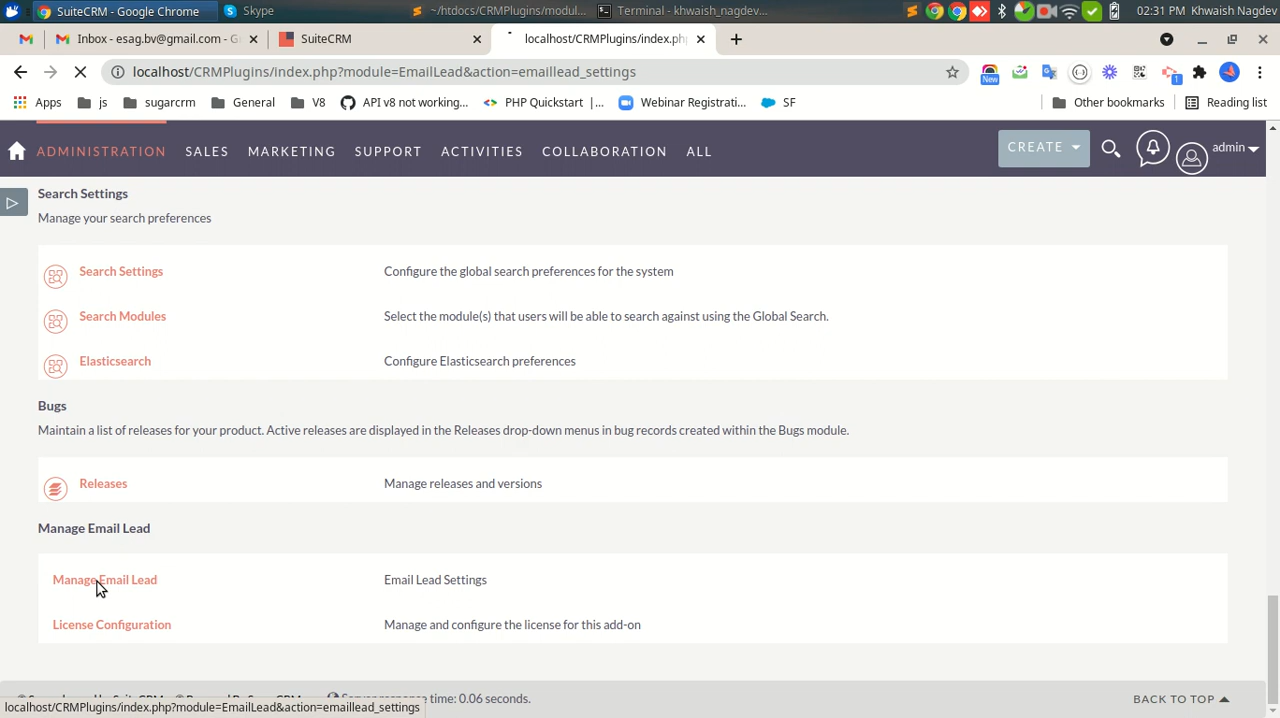 SuiteCRM - Google Chrome
Skype
~/htdocs/CRMPlugins/modul...
Terminal - khwaish_nagdev...
02:31 PM
Khwaish Nagdev
Inbox - esag.bv@gmail.com - G
SuiteCRM
localhost/CRMPlugins/index.ph
localhost/CRMPlugins/index.php?module=EmailLead&action=emaillead_settings
New
1
Apps
js
sugarcrm
General
V8
API v8 not working...
PHP Quickstart |...
Webinar Registrati...
SF
Other bookmarks
Reading list
ADMINISTRATION
SALES
MARKETING
SUPPORT
ACTIVITIES
COLLABORATION
ALL
CREATE
admin
Search Settings
Manage your search preferences
Search Settings
Configure the global search preferences for the system
Search Modules
Select the module(s) that users will be able to search against using the Global Search.
Elasticsearch
Configure Elasticsearch preferences
Bugs
Maintain a list of releases for your product. Active releases are displayed in the Releases drop-down menus in bug records created within the Bugs module.
Releases
Manage releases and versions
Manage Email Lead
Manage Email Lead
Email Lead Settings
License Configuration
Manage and configure the license for this add-on
Server response time: 0.06 seconds.
BACK TO TOP
localhost/CRMPlugins/index.php?module=EmailLead&action=emaillead_settings